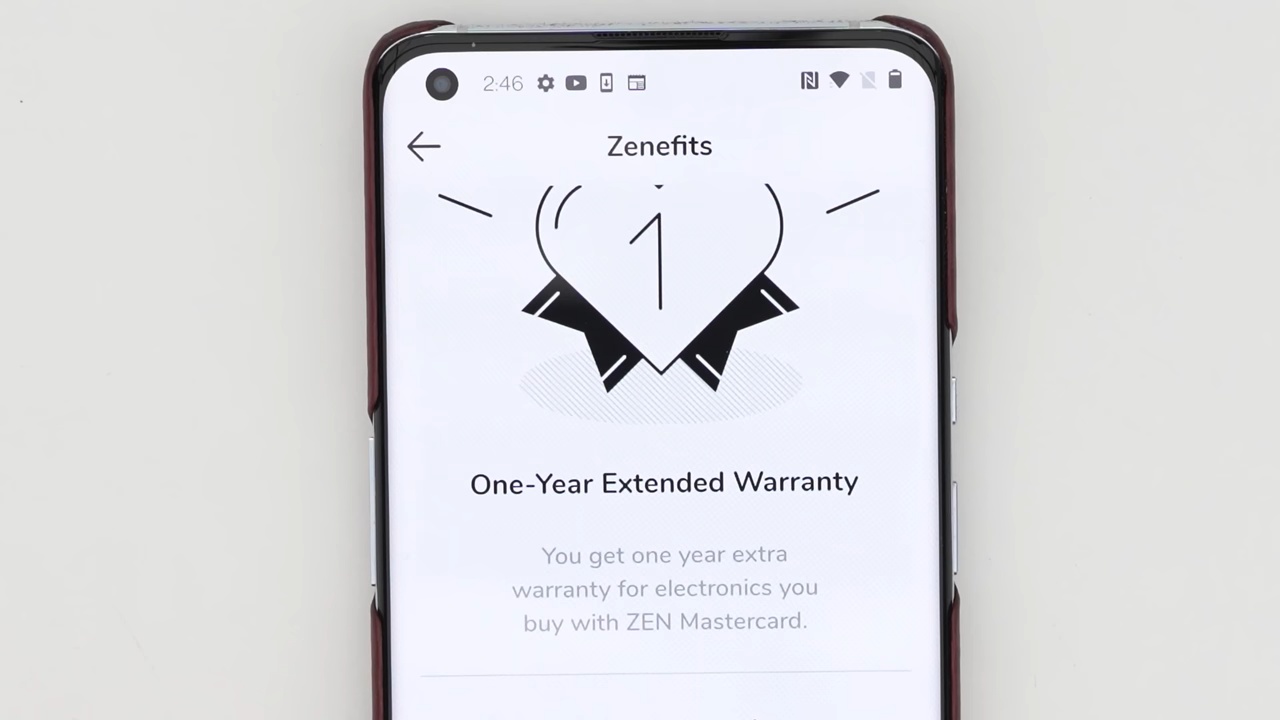 2:46
Zenefits
1
One-Year Extended Warranty
You get one year extra
warranty for electronics you
buy with ZEN Mastercard.